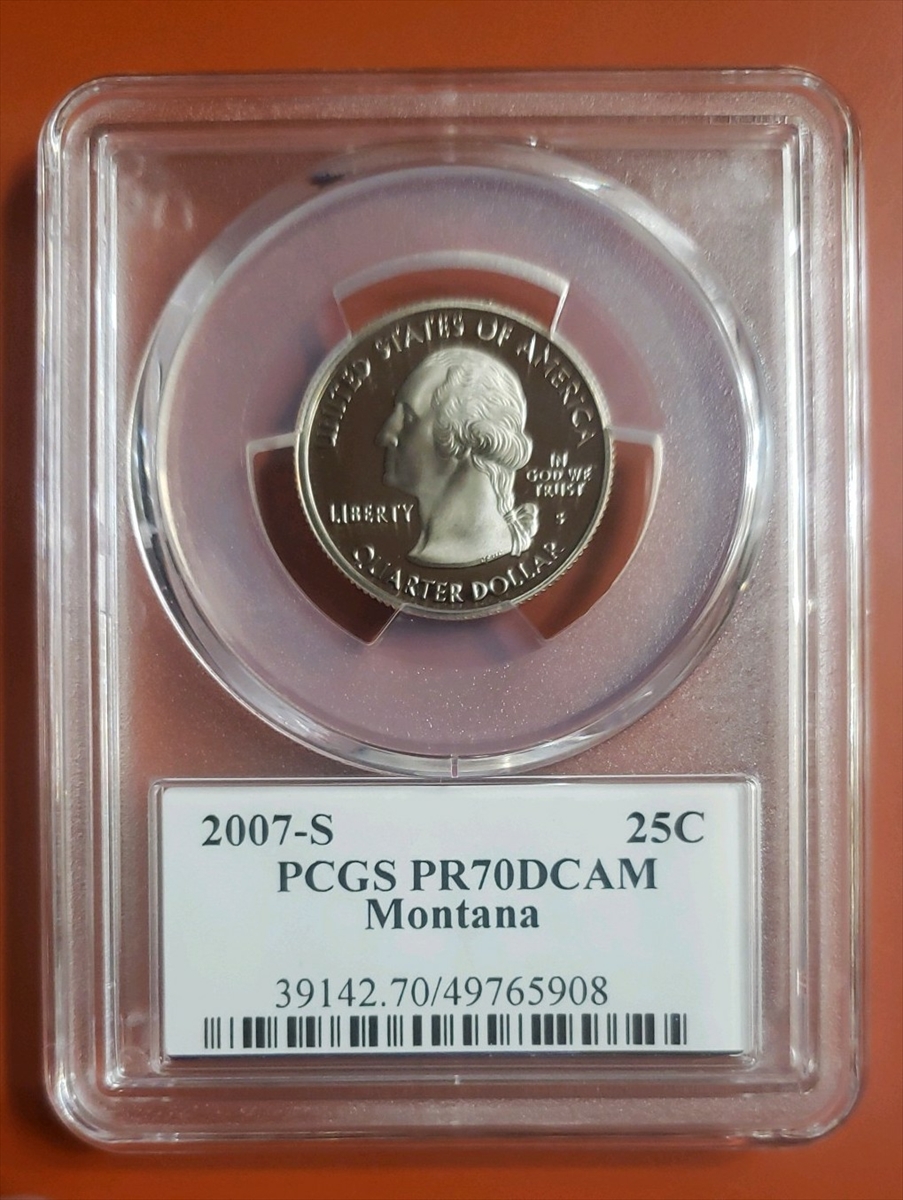 UNITED STATES OF AMERICA
IN
GOD WE
TRUST
LIBERTY
S
QUARTER DOLLAR
2007-S 25C
PCGS PR70DCAM
Montana
39142.70/49765908